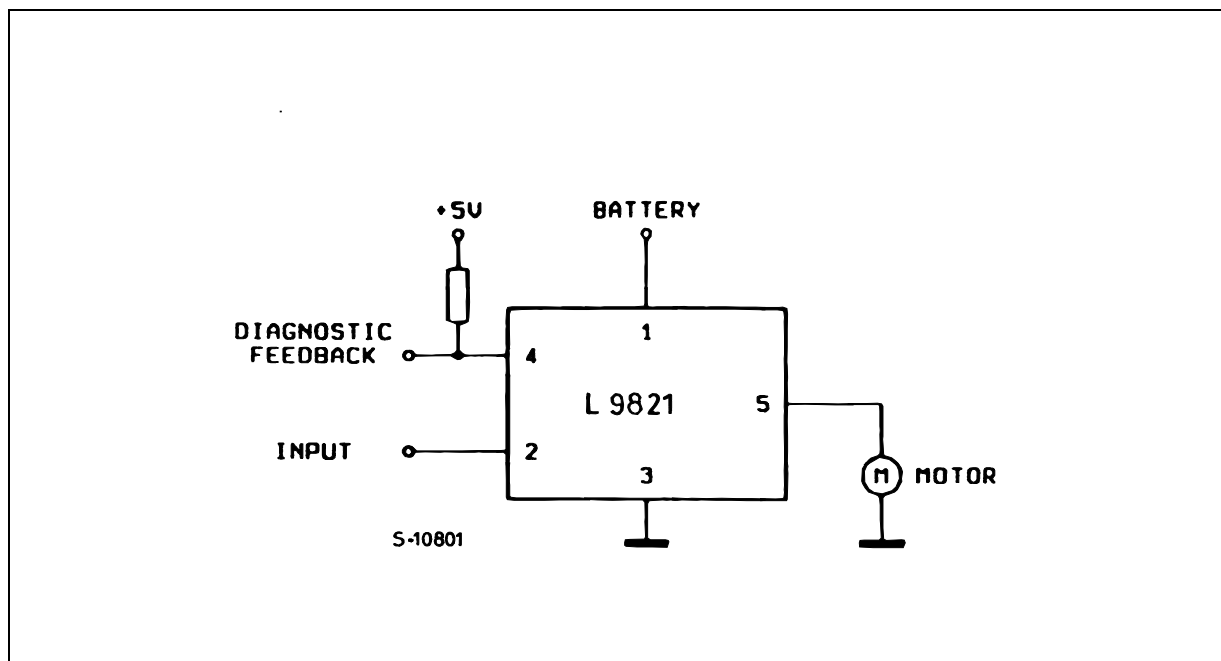 +5V
BATTERY
DIAGNOSTIC
FEEDBACK
4
1
L 9821
5
INPUT
2
3
M
MOTOR
S-10801